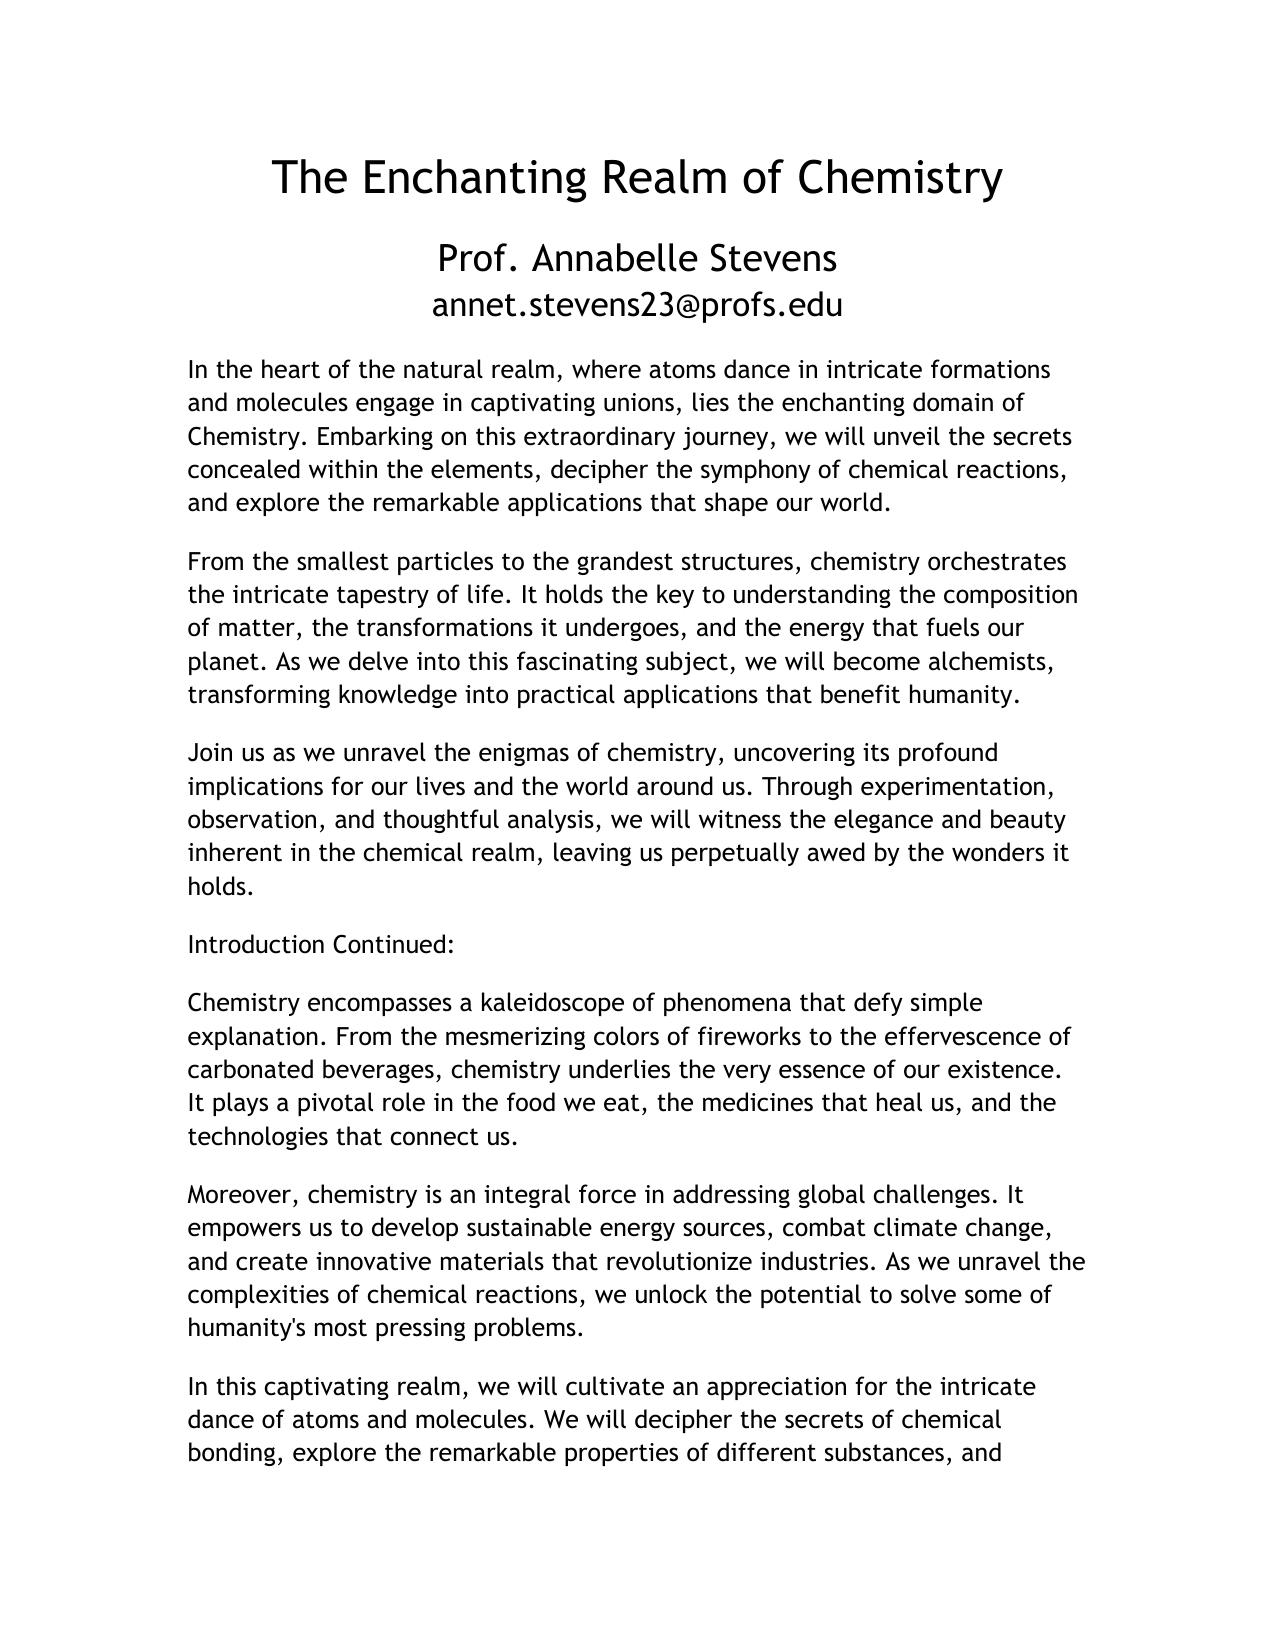 The Enchanting Realm of Chemistry
Prof. Annabelle Stevens
annet.stevens23@profs.edu
In the heart of the natural realm, where atoms dance in intricate formations
and molecules engage in captivating unions, lies the enchanting domain of
Chemistry. Embarking on this extraordinary journey, we will unveil the secrets
concealed within the elements, decipher the symphony of chemical reactions,
and explore the remarkable applications that shape our world.
From the smallest particles to the grandest structures, chemistry orchestrates
the intricate tapestry of life. It holds the key to understanding the composition
of matter, the transformations it undergoes, and the energy that fuels our
planet. As we delve into this fascinating subject, we will become alchemists,
transforming knowledge into practical applications that benefit humanity.
Join us as we unravel the enigmas of chemistry, uncovering its profound
implications for our lives and the world around us. Through experimentation,
observation, and thoughtful analysis, we will witness the elegance and beauty
inherent in the chemical realm, leaving us perpetually awed by the wonders it
holds.
Introduction Continued:
Chemistry encompasses a kaleidoscope of phenomena that defy simple
explanation. From the mesmerizing colors of fireworks to the effervescence of
carbonated beverages, chemistry underlies the very essence of our existence.
It plays a pivotal role in the food we eat, the medicines that heal us, and the
technologies that connect us.
Moreover, chemistry is an integral force in addressing global challenges. It
empowers us to develop sustainable energy sources, combat climate change,
and create innovative materials that revolutionize industries. As we unravel the
complexities of chemical reactions, we unlock the potential to solve some of
humanity's most pressing problems.
In this captivating realm, we will cultivate an appreciation for the intricate
dance of atoms and molecules. We will decipher the secrets of chemical
bonding, explore the remarkable properties of different substances, and